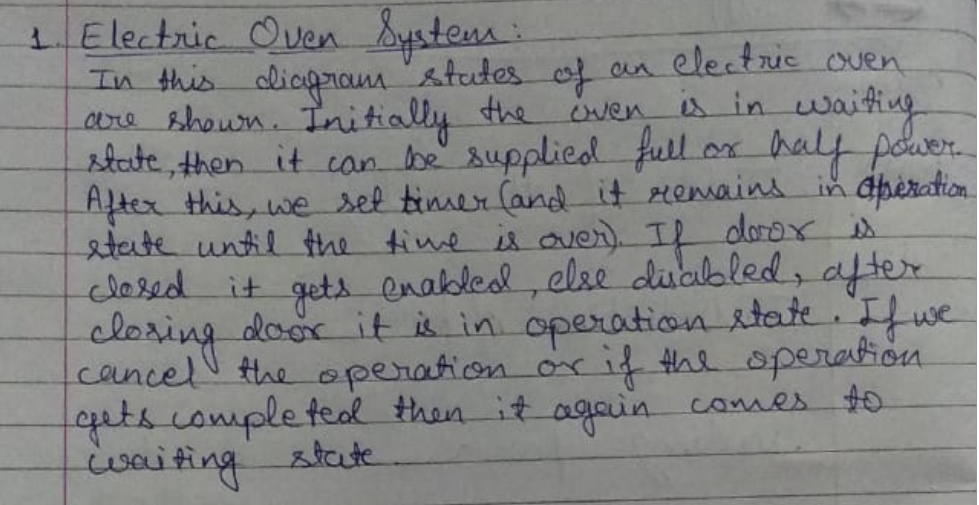 1. Electric Oven System:
In this diagram states of an electric oven
are shown. Initially the oven is in waiting
state, then it can be supplied full or half power.
After this, we set timer (and it remains in operation
state until the time is over). If door is
closed it gets enabled, else disabled, after
closing door it is in operation state. If we
cancel the operation or if the operation
gets completed then it again comes to
waiting state